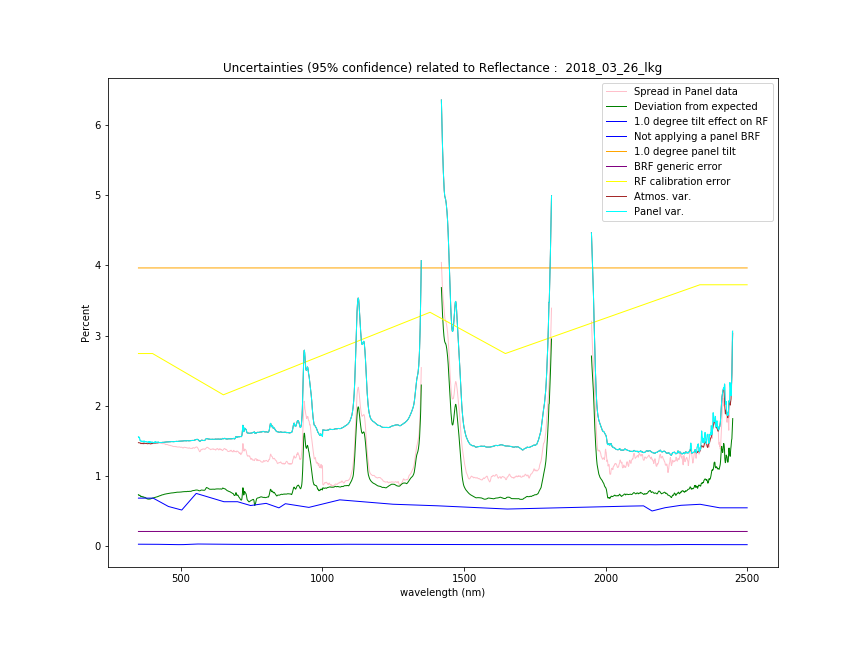 Uncertainties (95% confidence) related to Reflectance :  2018_03_26_lkg
Spread in Panel data
Deviation from expected
1.0 degree tilt effect on RF
Not applying a panel BRF
1.0 degree panel tilt
BRF generic error
RF calibration error
Atmos. var.
Panel var.
6
5
4
3
2
1
0
Percent
500 1000 1500 2000 2500
wavelength (nm)